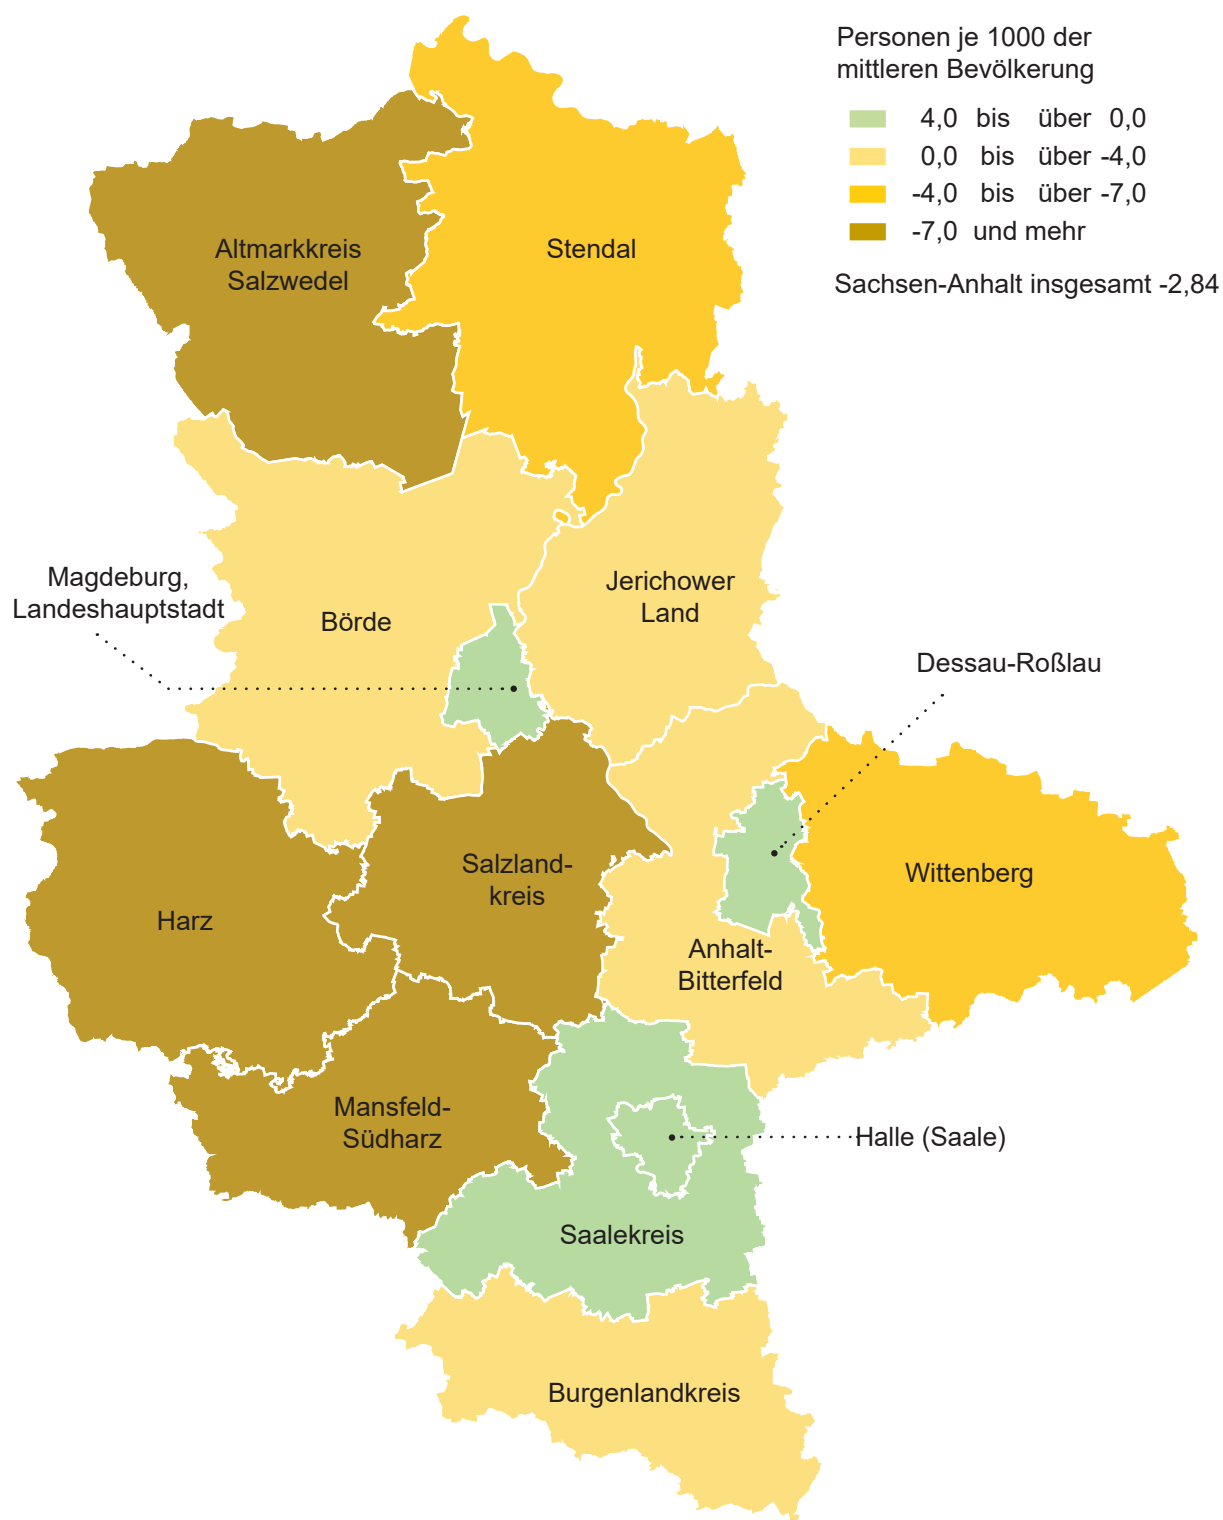 Personen je 1000 der
mittleren Bevölkerung
4,0 bis über 0,0
0,0 bis über -4,0
-4,0 bis über -7,0
-7,0 und mehr
Sachsen-Anhalt insgesamt -2,84
Altmarkkreis
Salzwedel
Stendal
Magdeburg,
Landeshauptstadt
Börde
Jerichower
Land
Dessau-Roßlau
Salzland-
kreis
Wittenberg
Harz
Anhalt-
Bitterfeld
Mansfeld-
Südharz
Halle (Saale)
Saalekreis
Burgenlandkreis